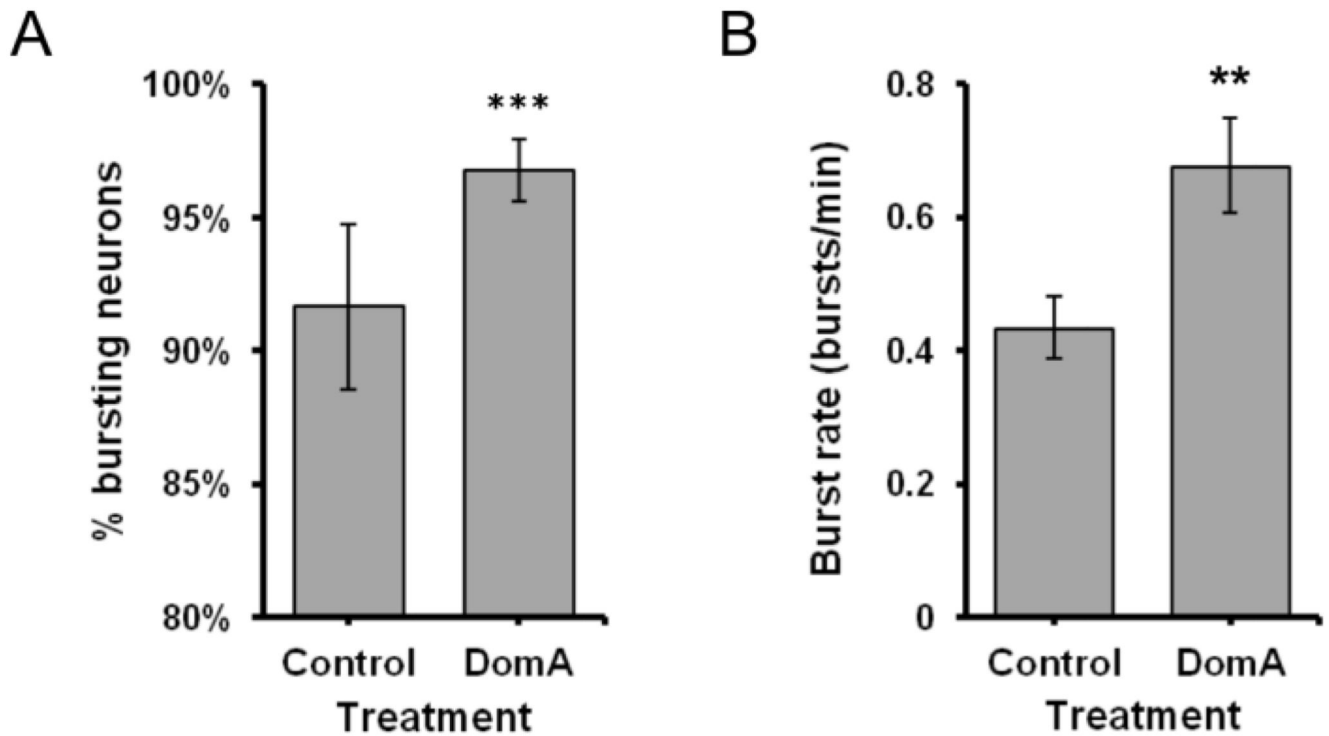 A
% bursting neurons
100%
95%
90%
85%
80%
***
Control DomA
Treatment
B
Burst rate (bursts/min)
0.8
0.6
0.4
0.2
0
**
Control DomA
Treatment